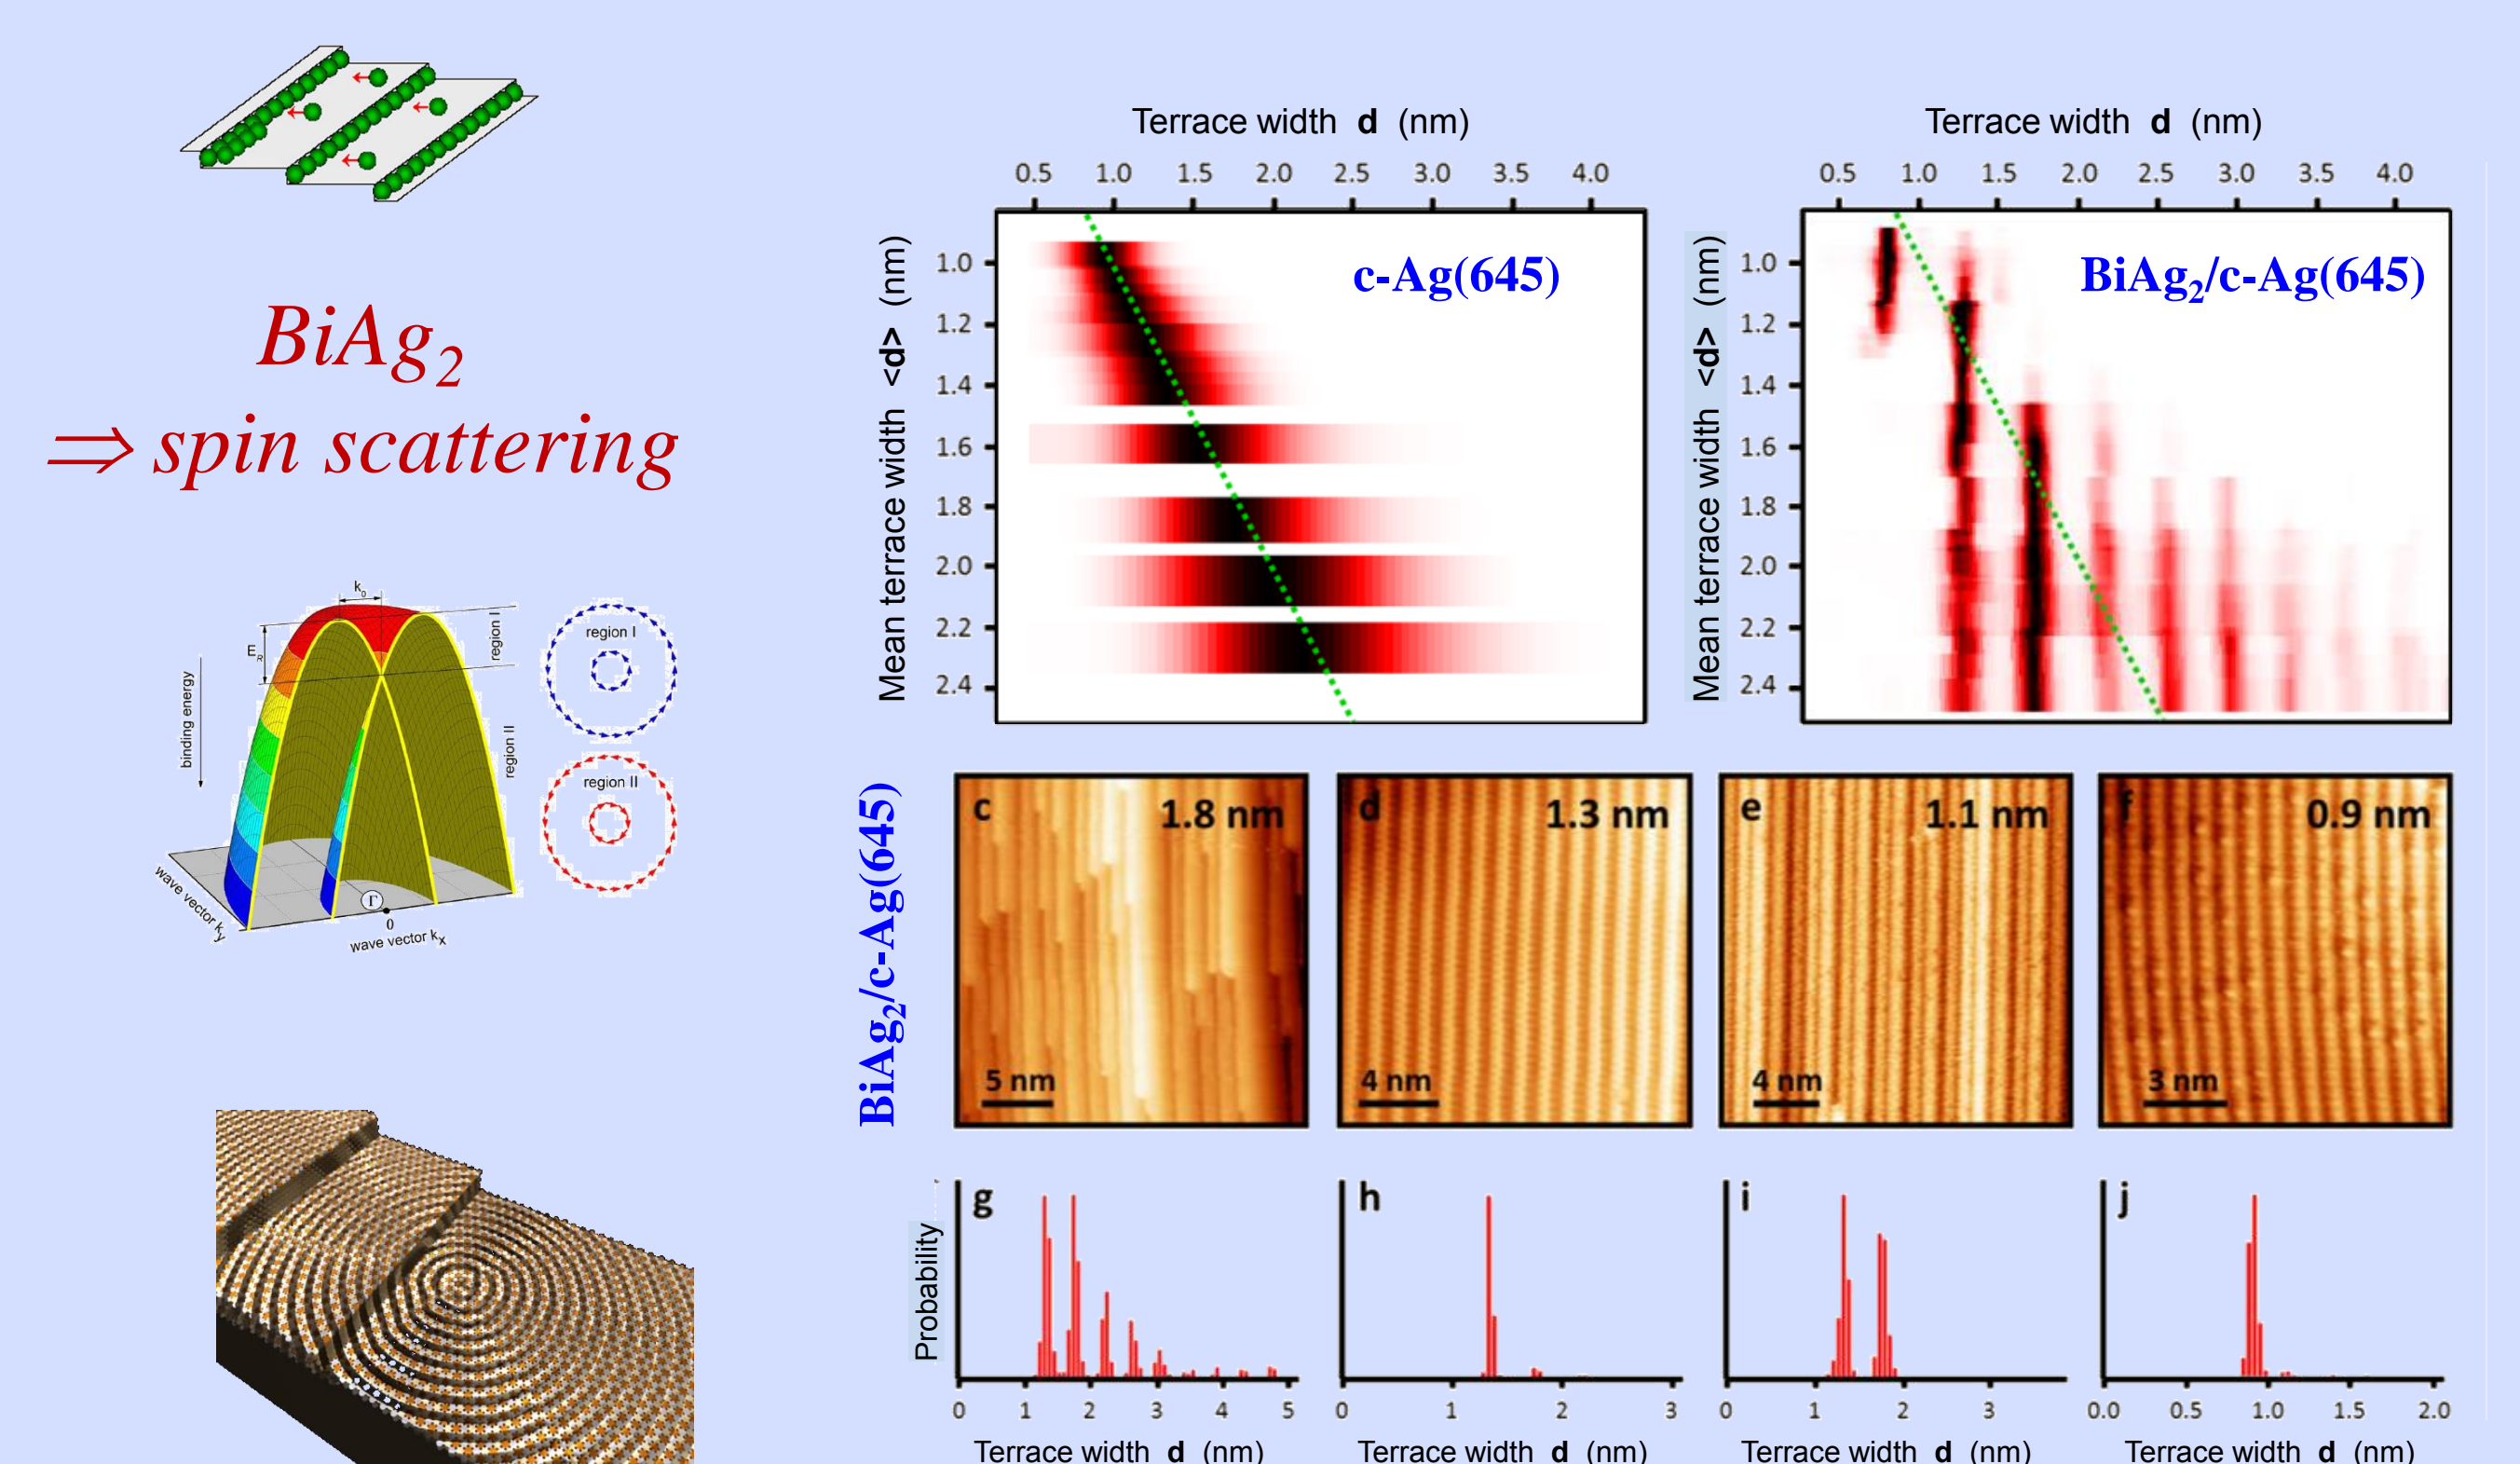 BiAg2
⇒ spin scattering
k0
ER
binding energy
region I
region II
wave vector ky
Γ
0
wave vector kx
region I
region II
Terrace width d (nm)
0.5 1.0 1.5 2.0 2.5 3.0 3.5 4.0
Mean terrace width <d> (nm)
1.0
1.2
1.4
1.6
1.8
2.0
2.2
2.4
c-Ag(645)
Terrace width d (nm)
0.5 1.0 1.5 2.0 2.5 3.0 3.5 4.0
Mean terrace width <d> (nm)
1.0
1.2
1.4
1.6
1.8
2.0
2.2
2.4
BiAg2/c-Ag(645)
BiAg2/c-Ag(645)
c 1.8 nm
5 nm
d 1.3 nm
4 nm
e 1.1 nm
4 nm
f 0.9 nm
3 nm
Probability
g
0 1 2 3 4 5
Terrace width d (nm)
h
0 1 2 3
Terrace width d (nm)
i
0 1 2 3
Terrace width d (nm)
j
0.0 0.5 1.0 1.5 2.0
Terrace width d (nm)